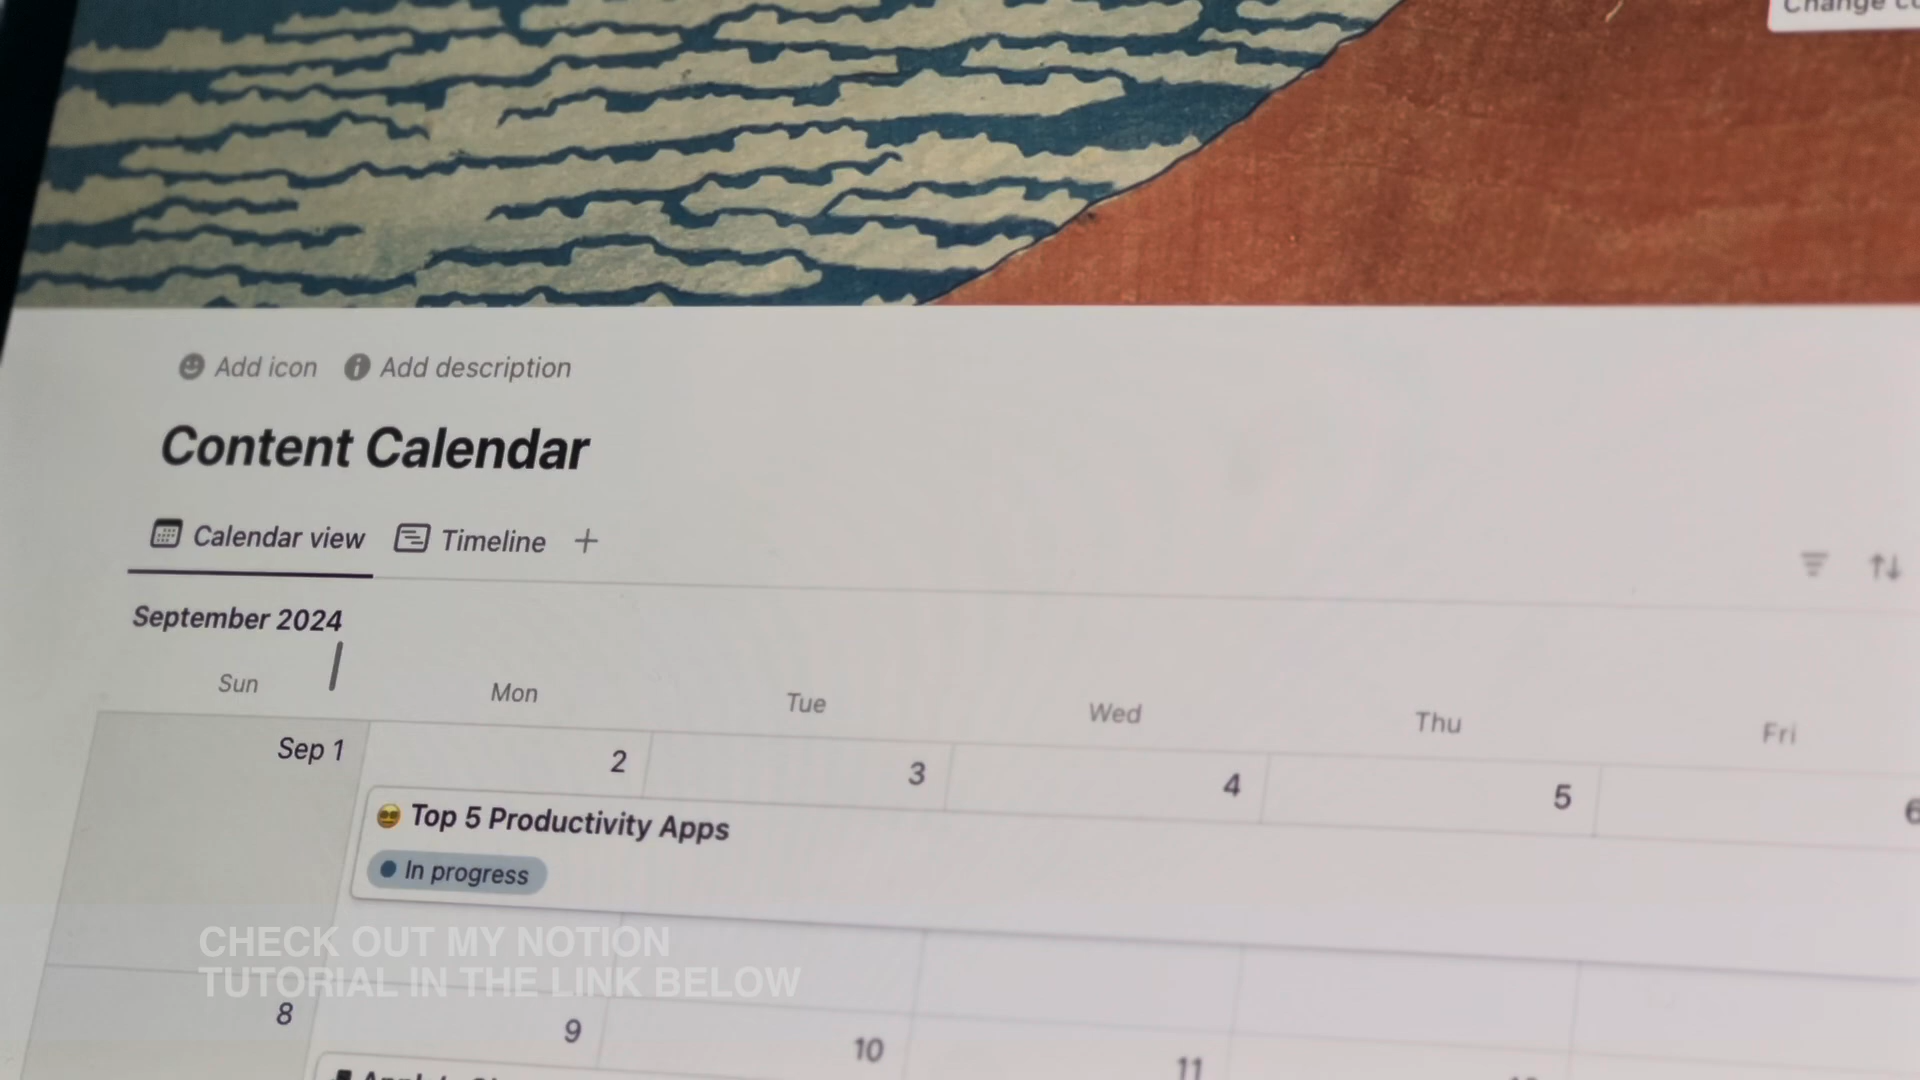 Change
Add icon Add description
Content Calendar
Calendar view Timeline +
September 2024
Sun Mon Tue Wed Thu Fri
Sep 1 2 3 4 5 6
Top 5 Productivity Apps
In progress
CHECK OUT MY NOTION
TUTORIAL IN THE LINK BELOW
8 9 10 11